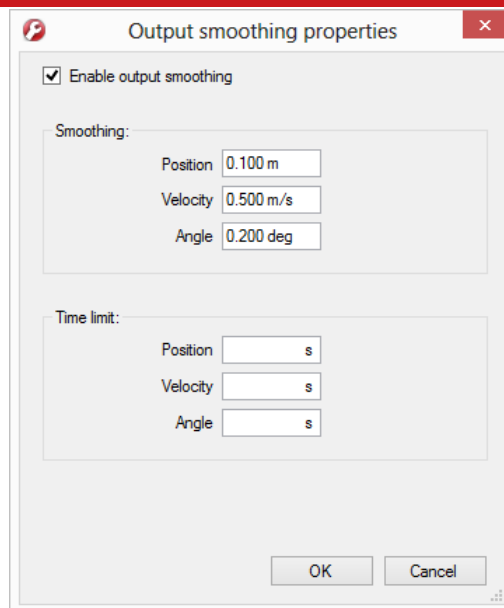 Output smoothing properties
Enable output smoothing
Smoothing:
Position 0.100 m
Velocity 0.500 m/s
Angle 0.200 deg
Time limit:
Position s
Velocity s
Angle s
OK Cancel